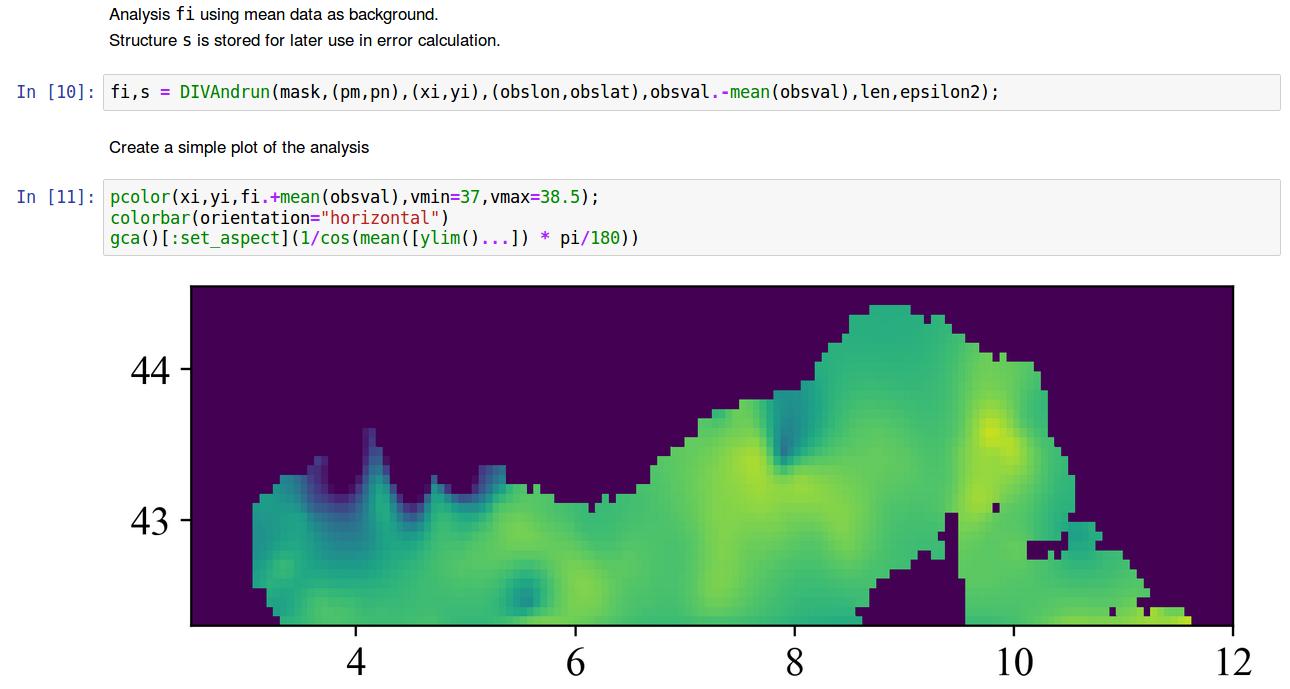 Analysis fi using mean data as background.
Structure s is stored for later use in error calculation.
In [10]: fi,s = DIVAndrun(mask,(pm,pn),(xi,yi),(obslon,obslat),obsval.-mean(obsval),len,epsilon2);
Create a simple plot of the analysis
In [11]: pcolor(xi,yi,fi.+mean(obsval),vmin=37,vmax=38.5);
colorbar(orientation="horizontal")
gca()[:set_aspect](1/cos(mean([ylim()...]) * pi/180))
44
43
4 6 8 10 12